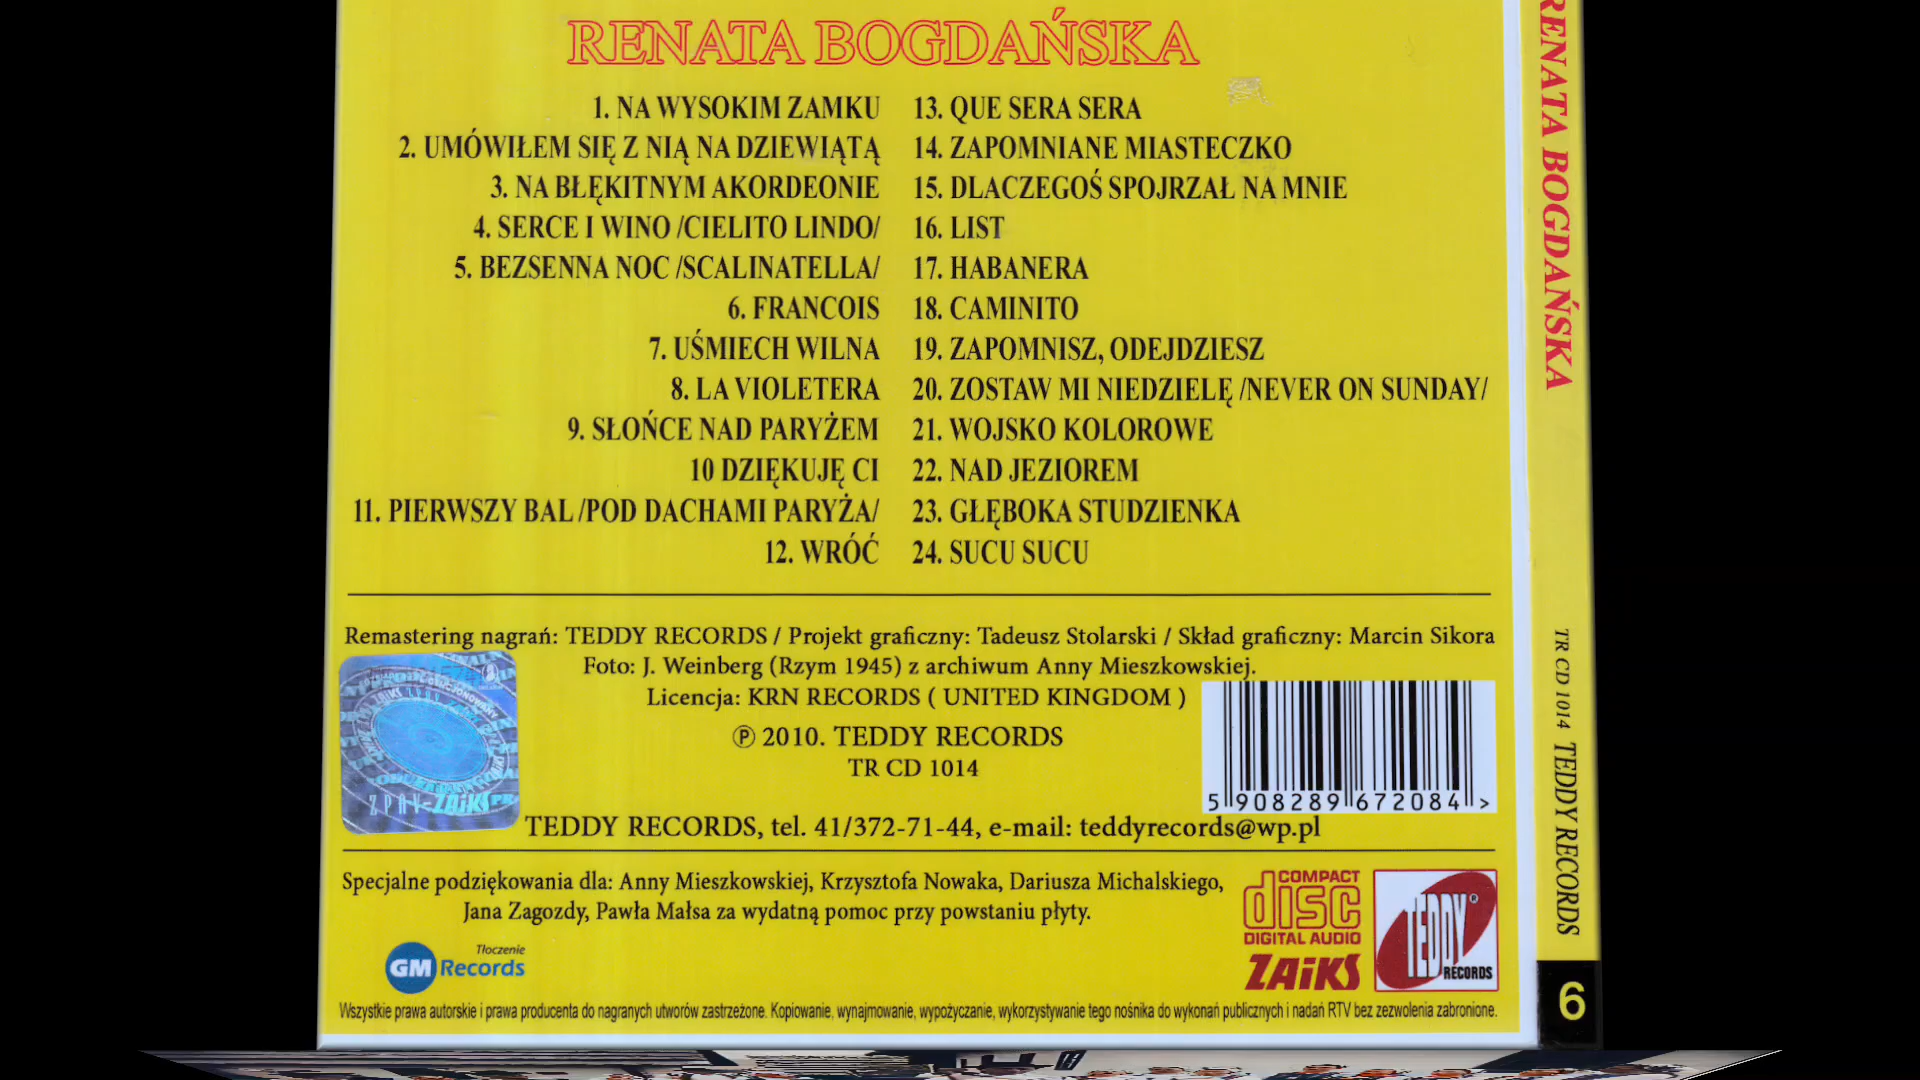 RENATA BOGDAŃSKA
1. NA WYSOKIM ZAMKU
2. UMÓWIŁEM SIĘ Z NIĄ NA DZIEWIĄTĄ
3. NA BŁĘKITNYM AKORDEONIE
4. SERCE I WINO /CIELITO LINDO/
5. BEZSENNA NOC /SCALINATELLA/
6. FRANCOIS
7. UŚMIECH WILNA
8. LA VIOLETERA
9. SŁOŃCE NAD PARYŻEM
10 DZIĘKUJĘ CI
11. PIERWSZY BAL /POD DACHAMI PARYŻA/
12. WRÓĆ
13. QUE SERA SERA
14. ZAPOMNIANE MIASTECZKO
15. DLACZEGOŚ SPOJRZAŁ NA MNIE
16. LIST
17. HABANERA
18. CAMINITO
19. ZAPOMNISZ, ODEJDZIESZ
20. ZOSTAW MI NIEDZIELĘ /NEVER ON SUNDAY/
21. WOJSKO KOLOROWE
22. NAD JEZIOREM
23. GŁĘBOKA STUDZIENKA
24. SUCU SUCU
Remastering nagrań: TEDDY RECORDS / Projekt graficzny: Tadeusz Stolarski / Skład graficzny: Marcin Sikora
Foto: J. Weinberg (Rzym 1945) z archiwum Anny Mieszkowskiej.
Licencja: KRN RECORDS ( UNITED KINGDOM )
℗ 2010. TEDDY RECORDS
TR CD 1014
5 908289 672084 >
ZPAV-ZAiKS
TEDDY RECORDS, tel. 41/372-71-44, e-mail: teddyrecords@wp.pl
Specjalne podziękowania dla: Anny Mieszkowskiej, Krzysztofa Nowaka, Dariusza Michalskiego,
Jana Zagozdy, Pawła Małsa za wydatną pomoc przy powstaniu płyty.
COMPACT
disc
DIGITAL AUDIO
ZAiKS
TEDDY®
RECORDS
Tłoczenie
GM Records
Wszystkie prawa autorskie i prawa producenta do nagranych utworów zastrzeżone. Kopiowanie, wynajmowanie, wypożyczanie, wykorzystywanie tego nośnika do wykonań publicznych i nadań RTV bez zezwolenia zabronione.
RENATA BOGDAŃSKA
TR CD 1014 TEDDY RECORDS
6